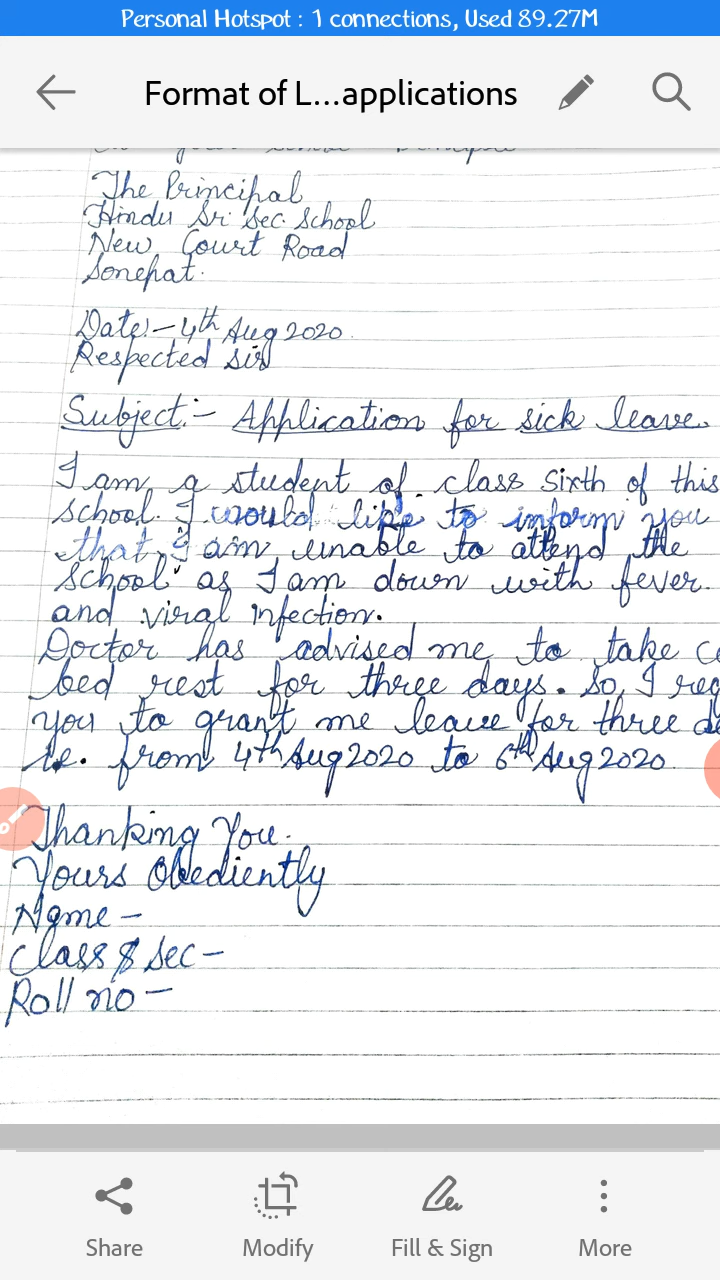 Personal Hotspot : 1 connections, Used 89.27M
Format of L...applications
The Principal
Hindu Sr. Sec. School
New Court Road
Sonepat.
Date:- 4th Aug 2020.
Respected Sir
Subject:- Application for sick leave.
I am a student of class Sixth of this
school. I would like to inform you
that I am unable to attend the
school as I am down with fever.
and viral infection.
Doctor has advised me to take
bed rest for three days. So, I
you to grant me leave for three
i.e. from 4th Aug 2020 to 6th Aug 2020.
Thanking You.
Yours Obediently
Name -
Class & Sec -
Roll no -
Share
Modify
Fill & Sign
More